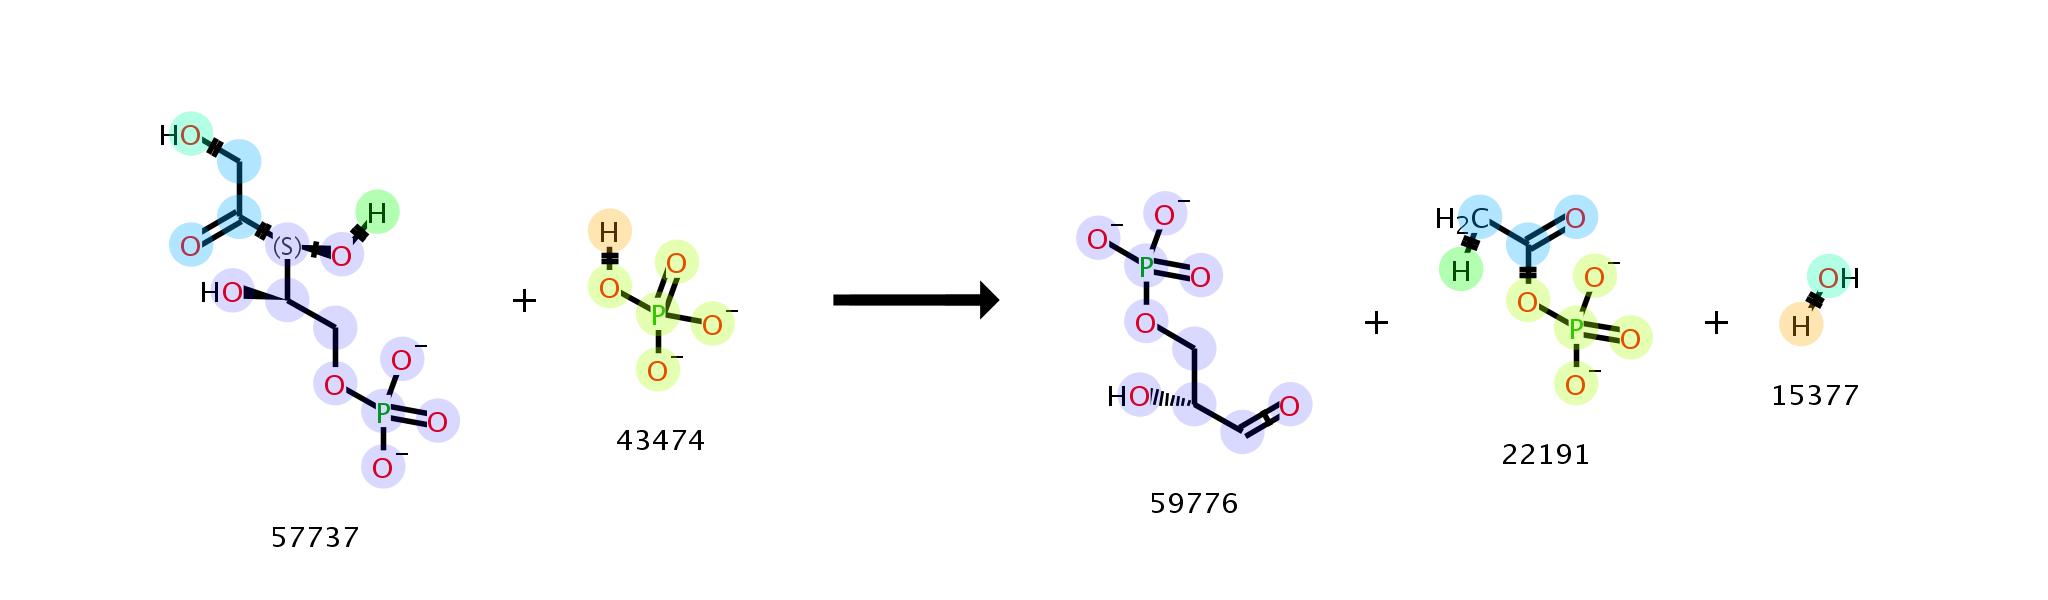 HO
O
(S)
O
H
HO
O
O⁻
P
O
O⁻
57737
+
H
O
O
P
O⁻
O⁻
43474
O⁻
O⁻
P
O
O
HO
O
59776
+
H₂C
O
H
O
O⁻
P
O
O⁻
22191
+
OH
H
15377